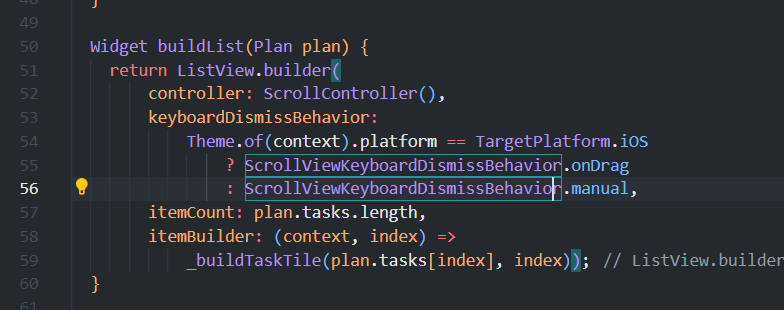 48 }
49
50 Widget buildList(Plan plan) {
51 return ListView.builder(
52 controller: ScrollController(),
53 keyboardDismissBehavior:
54 Theme.of(context).platform == TargetPlatform.iOS
55 ? ScrollViewKeyboardDismissBehavior.onDrag
56 : ScrollViewKeyboardDismissBehavior.manual,
57 itemCount: plan.tasks.length,
58 itemBuilder: (context, index) =>
59 _buildTaskTile(plan.tasks[index], index)); // ListView.builder
60 }
61